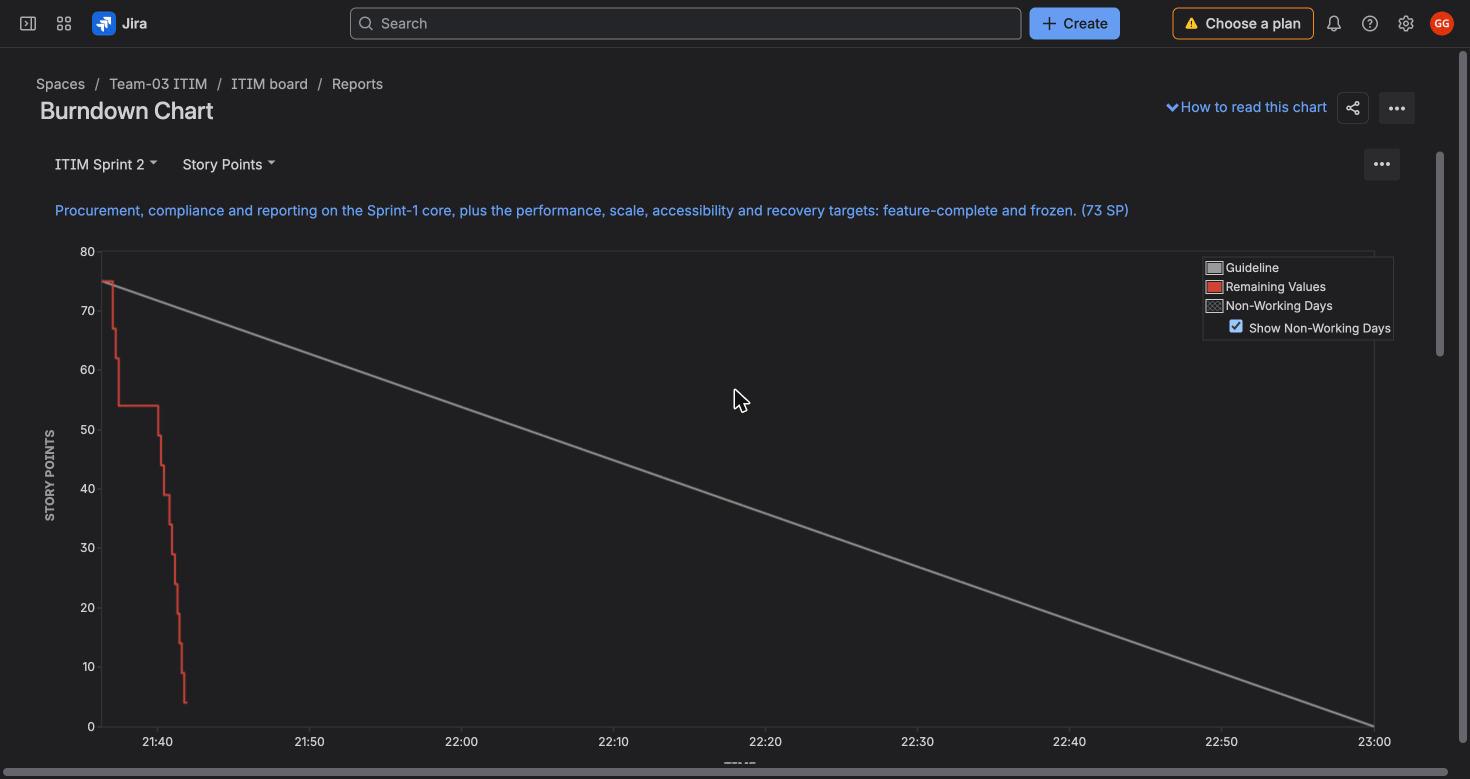 Jira
Search
+ Create
Choose a plan
GG
Spaces / Team-03 ITIM / ITIM board / Reports
Burndown Chart
How to read this chart
ITIM Sprint 2
Story Points
Procurement, compliance and reporting on the Sprint-1 core, plus the performance, scale, accessibility and recovery targets: feature-complete and frozen. (73 SP)
STORY POINTS
80
70
60
50
40
30
20
10
0
Guideline
Remaining Values
Non-Working Days
Show Non-Working Days
21:40
21:50
22:00
22:10
22:20
22:30
22:40
22:50
23:00